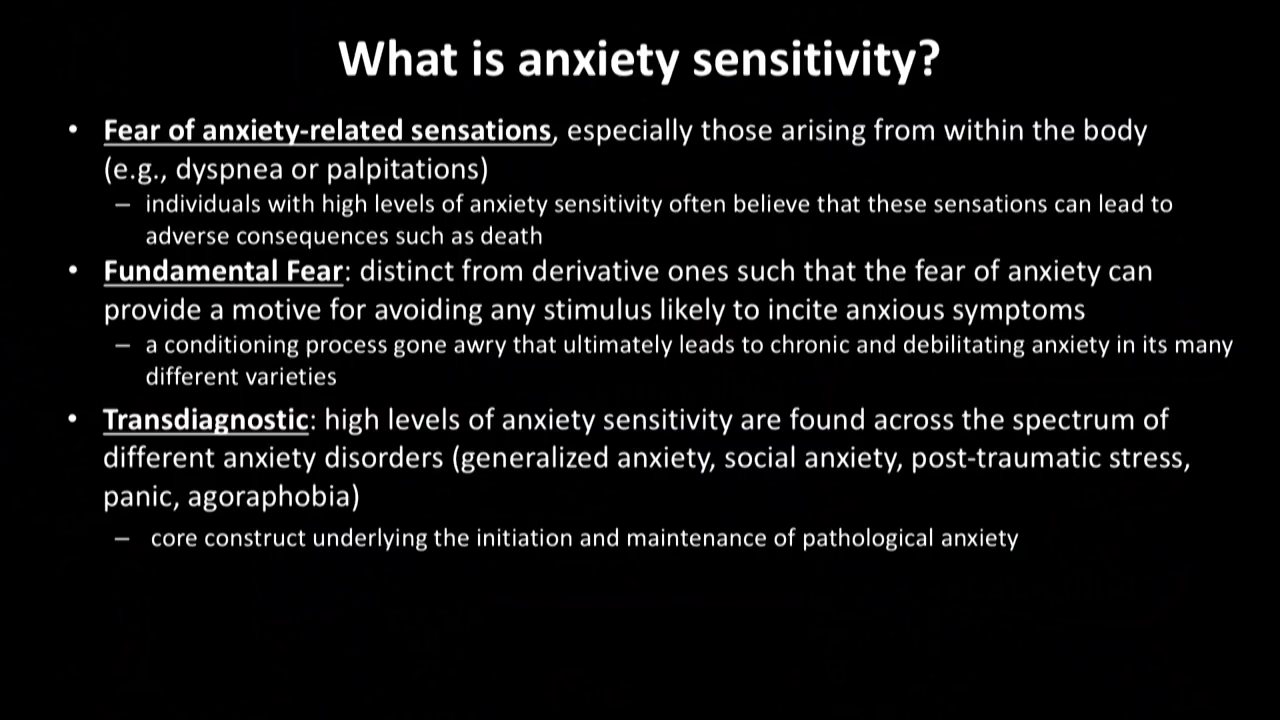 What is anxiety sensitivity?
• Fear of anxiety-related sensations, especially those arising from within the body
(e.g., dyspnea or palpitations)
– individuals with high levels of anxiety sensitivity often believe that these sensations can lead to
adverse consequences such as death
• Fundamental Fear: distinct from derivative ones such that the fear of anxiety can
provide a motive for avoiding any stimulus likely to incite anxious symptoms
– a conditioning process gone awry that ultimately leads to chronic and debilitating anxiety in its many
different varieties
• Transdiagnostic: high levels of anxiety sensitivity are found across the spectrum of
different anxiety disorders (generalized anxiety, social anxiety, post-traumatic stress,
panic, agoraphobia)
– core construct underlying the initiation and maintenance of pathological anxiety